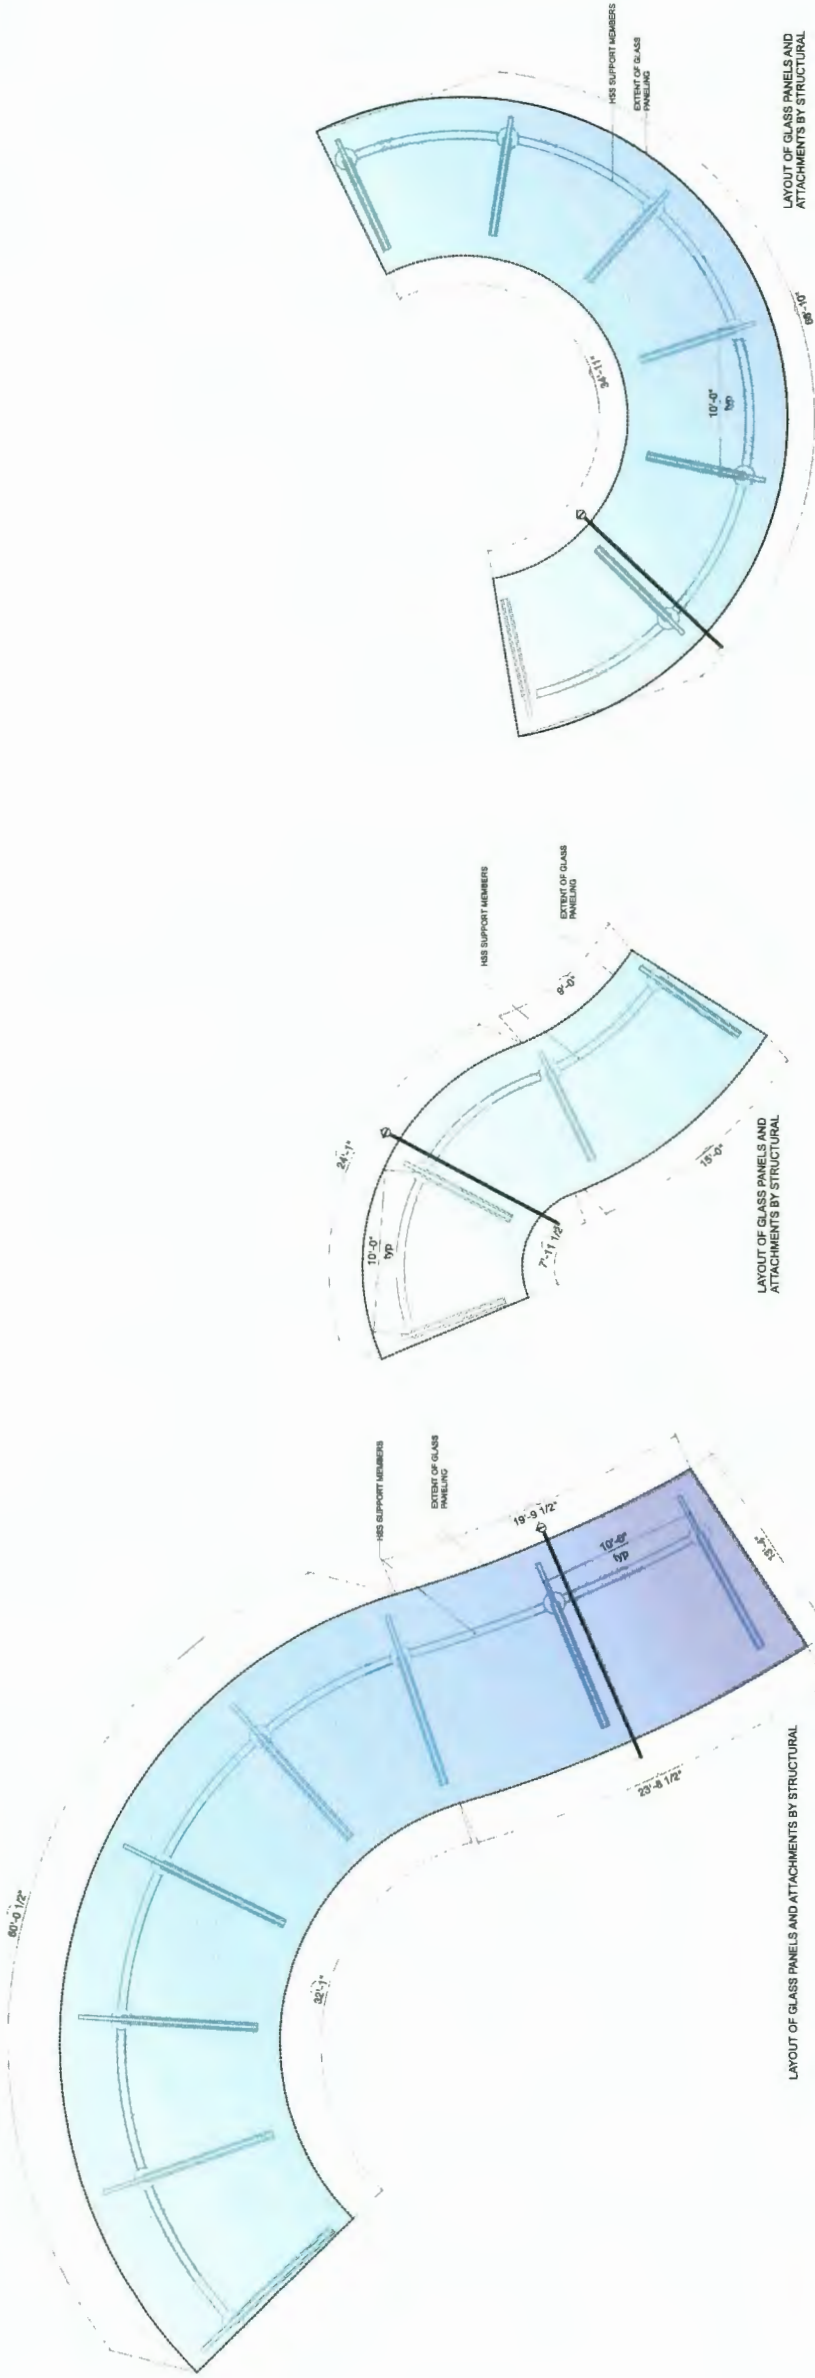 HSS SUPPORT MEMBERS
EXTENT OF GLASS
PANELING
LAYOUT OF GLASS PANELS AND
ATTACHMENTS BY STRUCTURAL
34'-11"
10'-0"
typ
HSS SUPPORT MEMBERS
EXTENT OF GLASS
PANELING
24'-1"
10'-0"
typ
7'-11 1/2"
15'-0"
LAYOUT OF GLASS PANELS AND
ATTACHMENTS BY STRUCTURAL
HSS SUPPORT MEMBERS
EXTENT OF GLASS
PANELING
19'-9 1/2"
10'-0"
typ
23'-8 1/2"
60'-0 1/2"
32'-1"
LAYOUT OF GLASS PANELS AND ATTACHMENTS BY STRUCTURAL